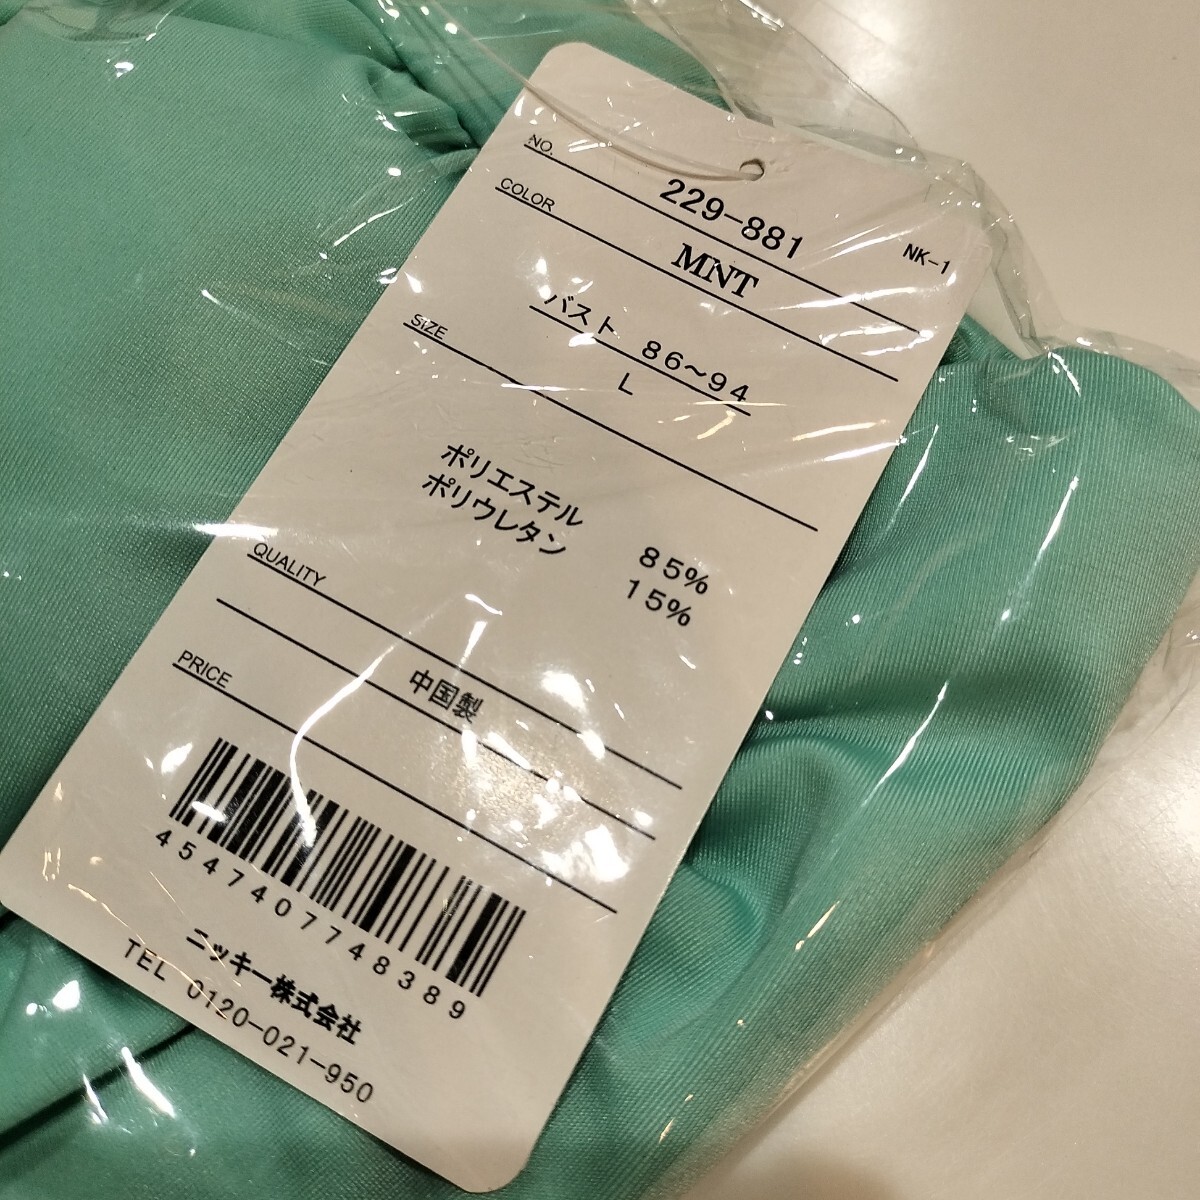 NO.
229-881
NK-1
COLOR
MNT
バスト 86~94
SIZE
L
ポリエステル 85%
ポリウレタン 15%
QUALITY
中国製
PRICE
4547407748389
ニッキー株式会社
TEL 0120-021-950